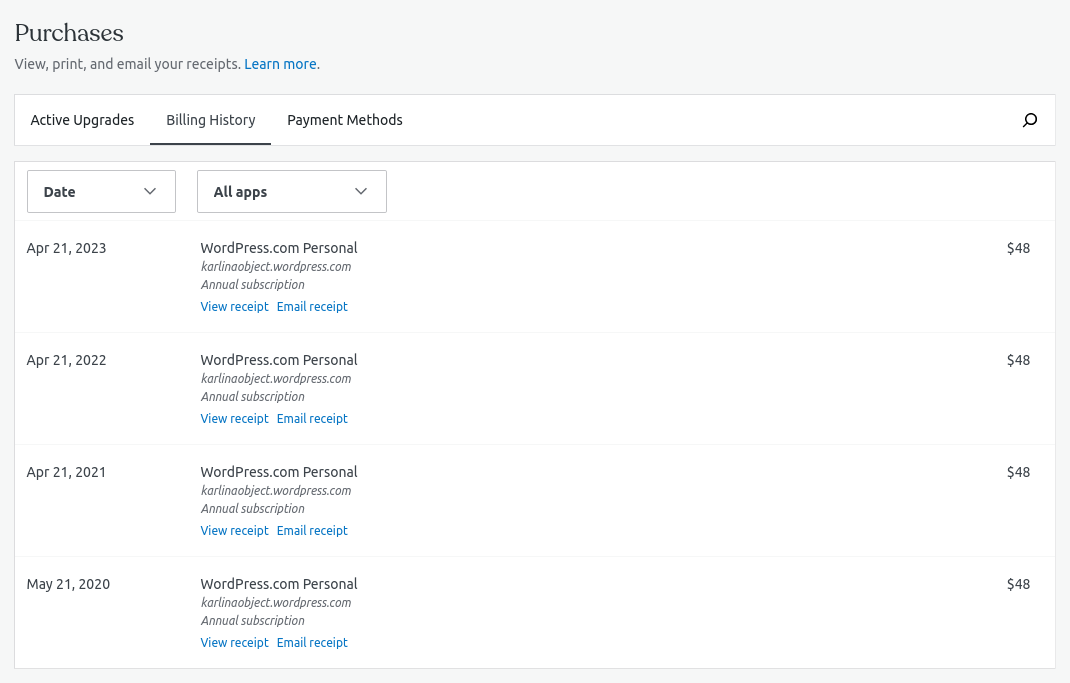 Purchases
View, print, and email your receipts. Learn more.
Active Upgrades Billing History Payment Methods
Date All apps
Apr 21, 2023 WordPress.com Personal $48
karlinaobject.wordpress.com
Annual subscription
View receipt Email receipt
Apr 21, 2022 WordPress.com Personal $48
karlinaobject.wordpress.com
Annual subscription
View receipt Email receipt
Apr 21, 2021 WordPress.com Personal $48
karlinaobject.wordpress.com
Annual subscription
View receipt Email receipt
May 21, 2020 WordPress.com Personal $48
karlinaobject.wordpress.com
Annual subscription
View receipt Email receipt